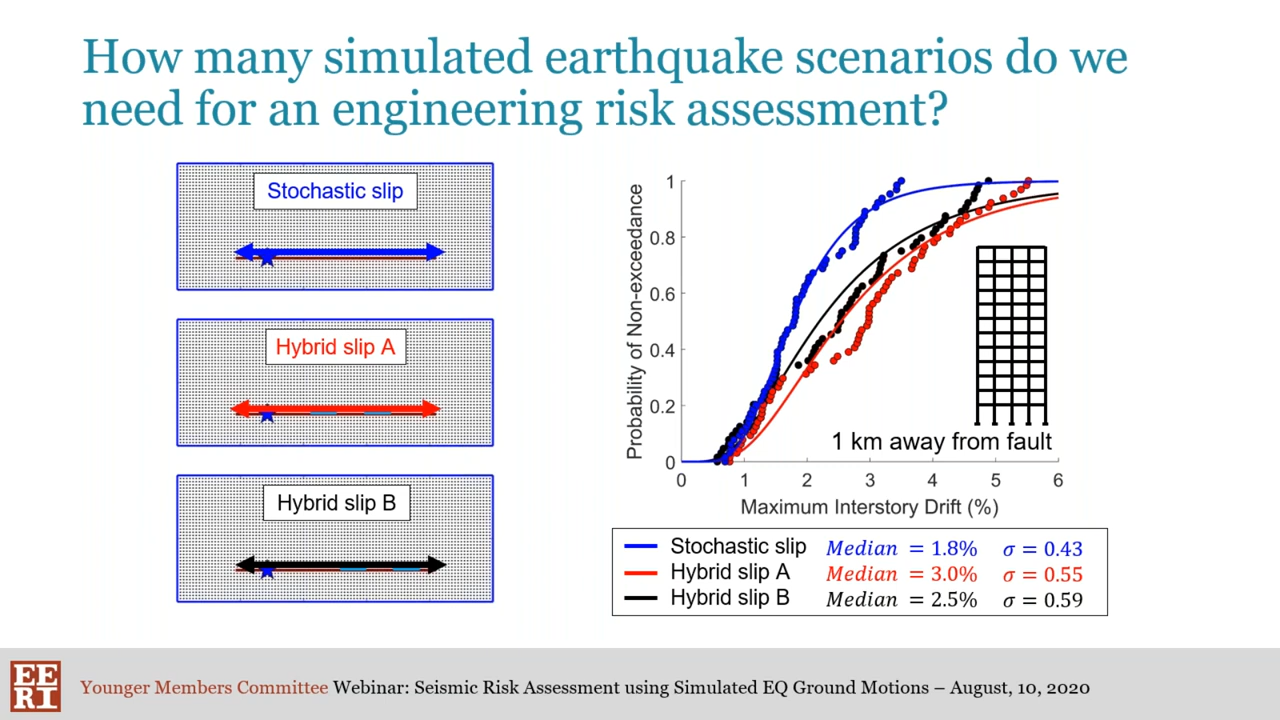 How many simulated earthquake scenarios do we
need for an engineering risk assessment?
Stochastic slip
Hybrid slip A
Hybrid slip B
Probability of Non-exceedance
1
0.8
0.6
0.4
0.2
0
0 1 2 3 4 5 6
Maximum Interstory Drift (%)
1 km away from fault
Stochastic slip Median = 1.8% σ = 0.43
Hybrid slip A Median = 3.0% σ = 0.55
Hybrid slip B Median = 2.5% σ = 0.59
EE
RI
Younger Members Committee Webinar: Seismic Risk Assessment using Simulated EQ Ground Motions – August, 10, 2020